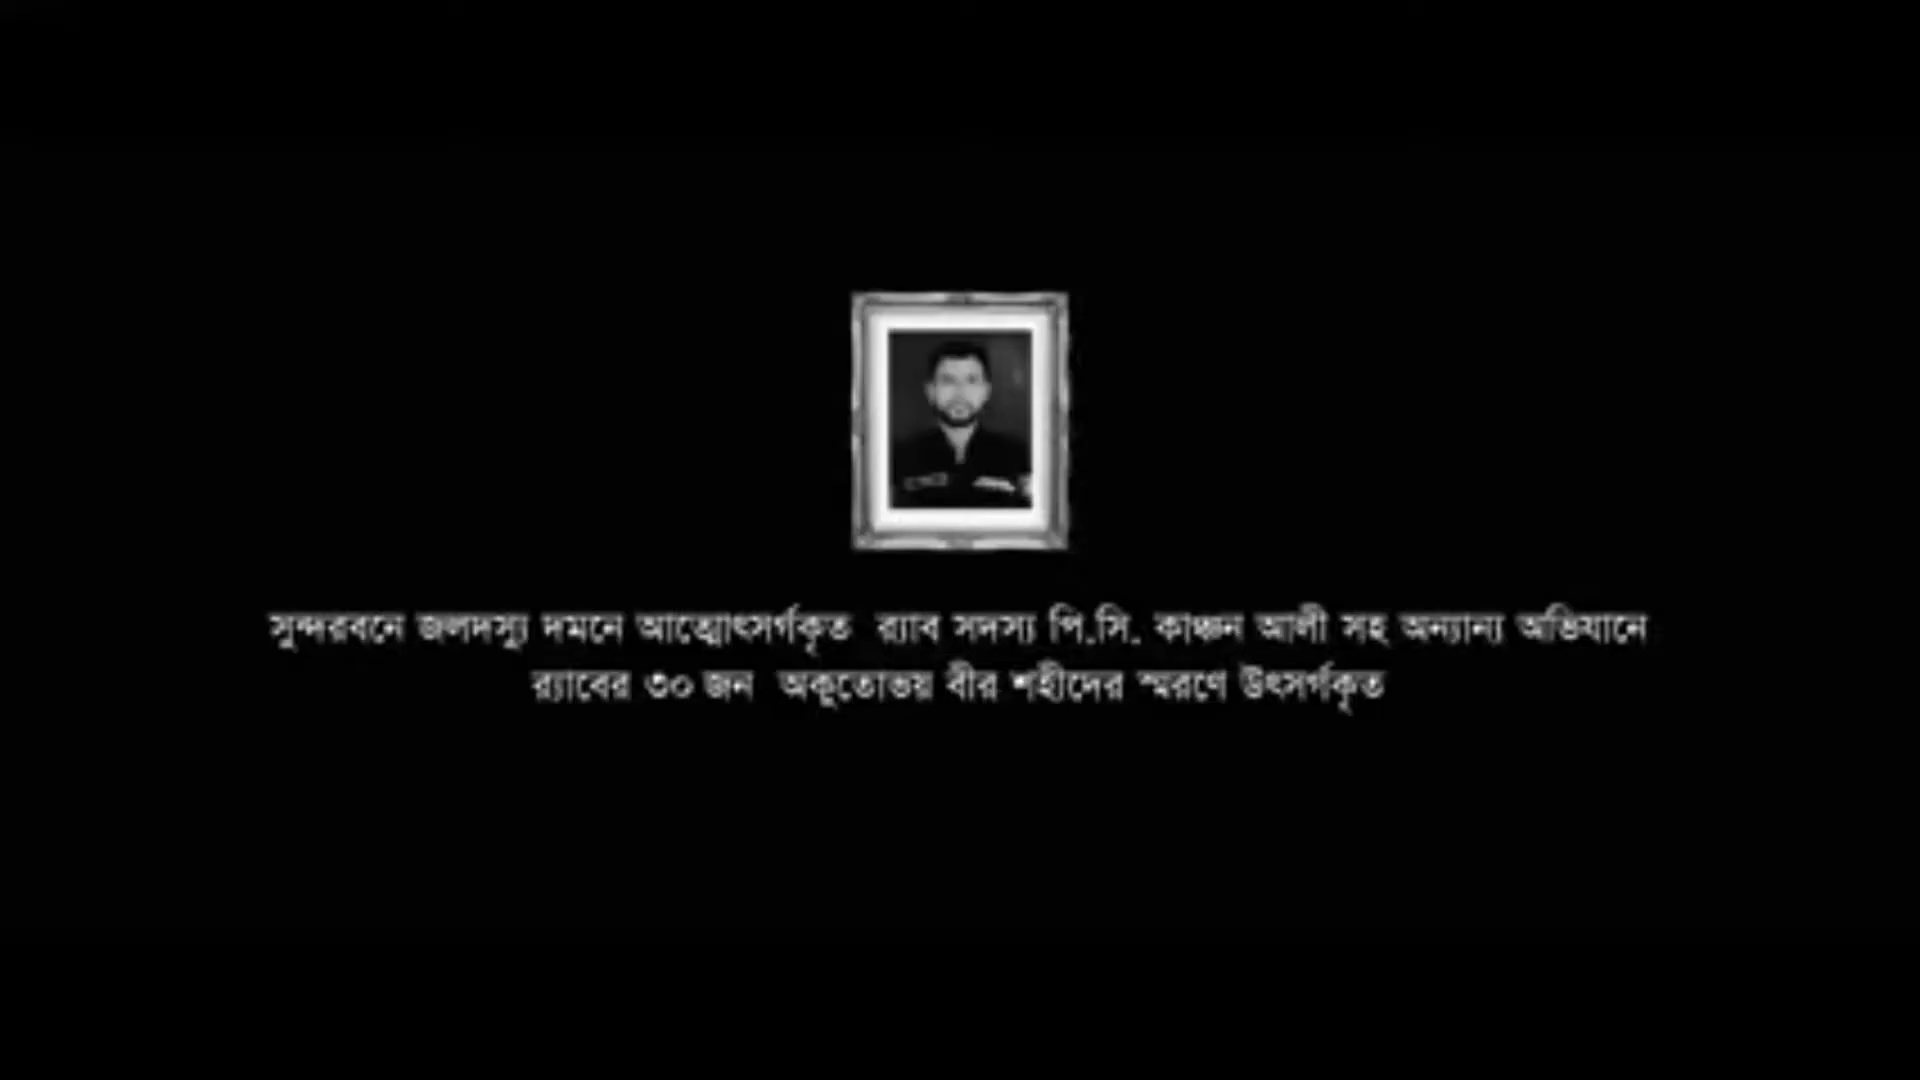 সুন্দরবনে জলদস্যু দমনে আত্মোৎসর্গকৃত র‍্যাব সদস্য পি.সি. কাঞ্চন আলী সহ অন্যান্য অভিযানে
র‍্যাবের ৩০ জন অকুতোভয় বীর শহীদের স্মরণে উৎসর্গকৃত